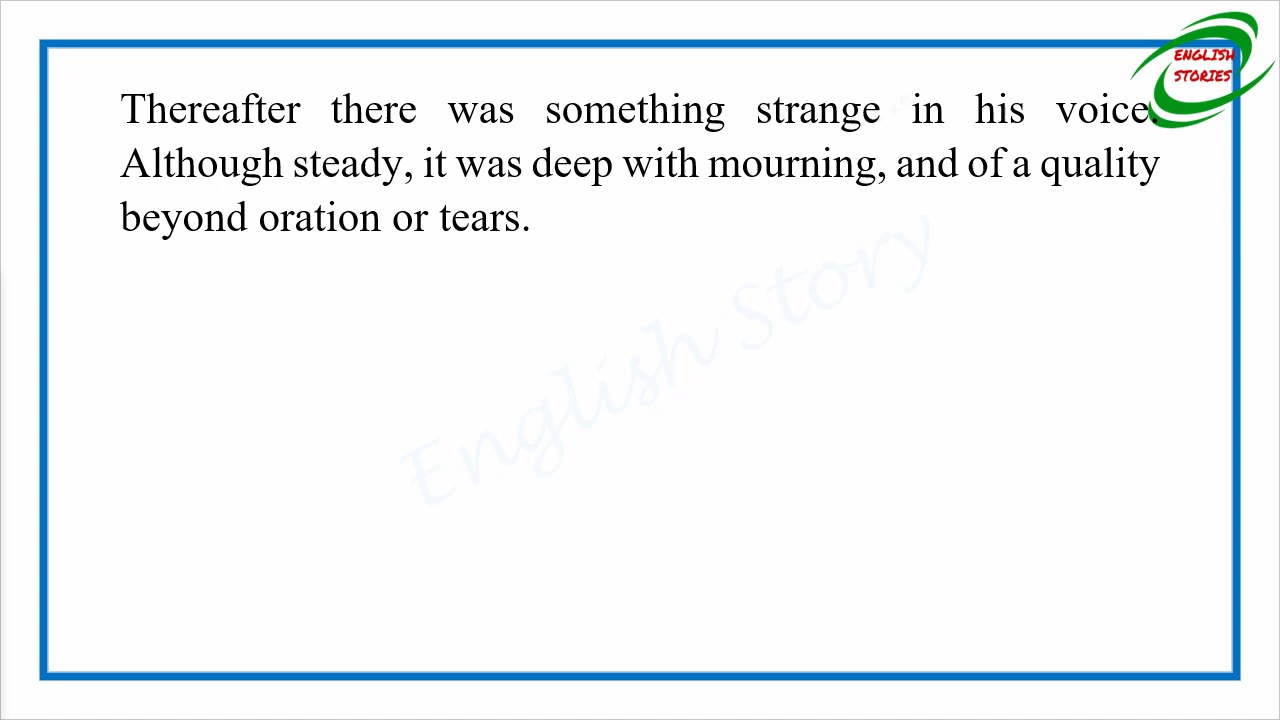 ENGLISH
STORIES
Thereafter there was something strange in his voice.
Although steady, it was deep with mourning, and of a quality
beyond oration or tears.
English Story